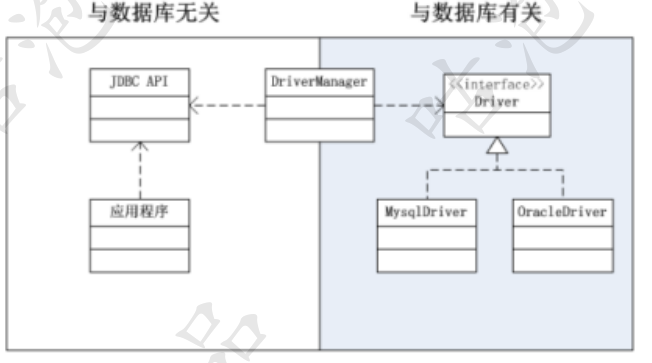 与数据库无关
与数据库有关
JDBC API
DriverManager
<<interface>>
Driver
应用程序
MysqlDriver
OracleDriver